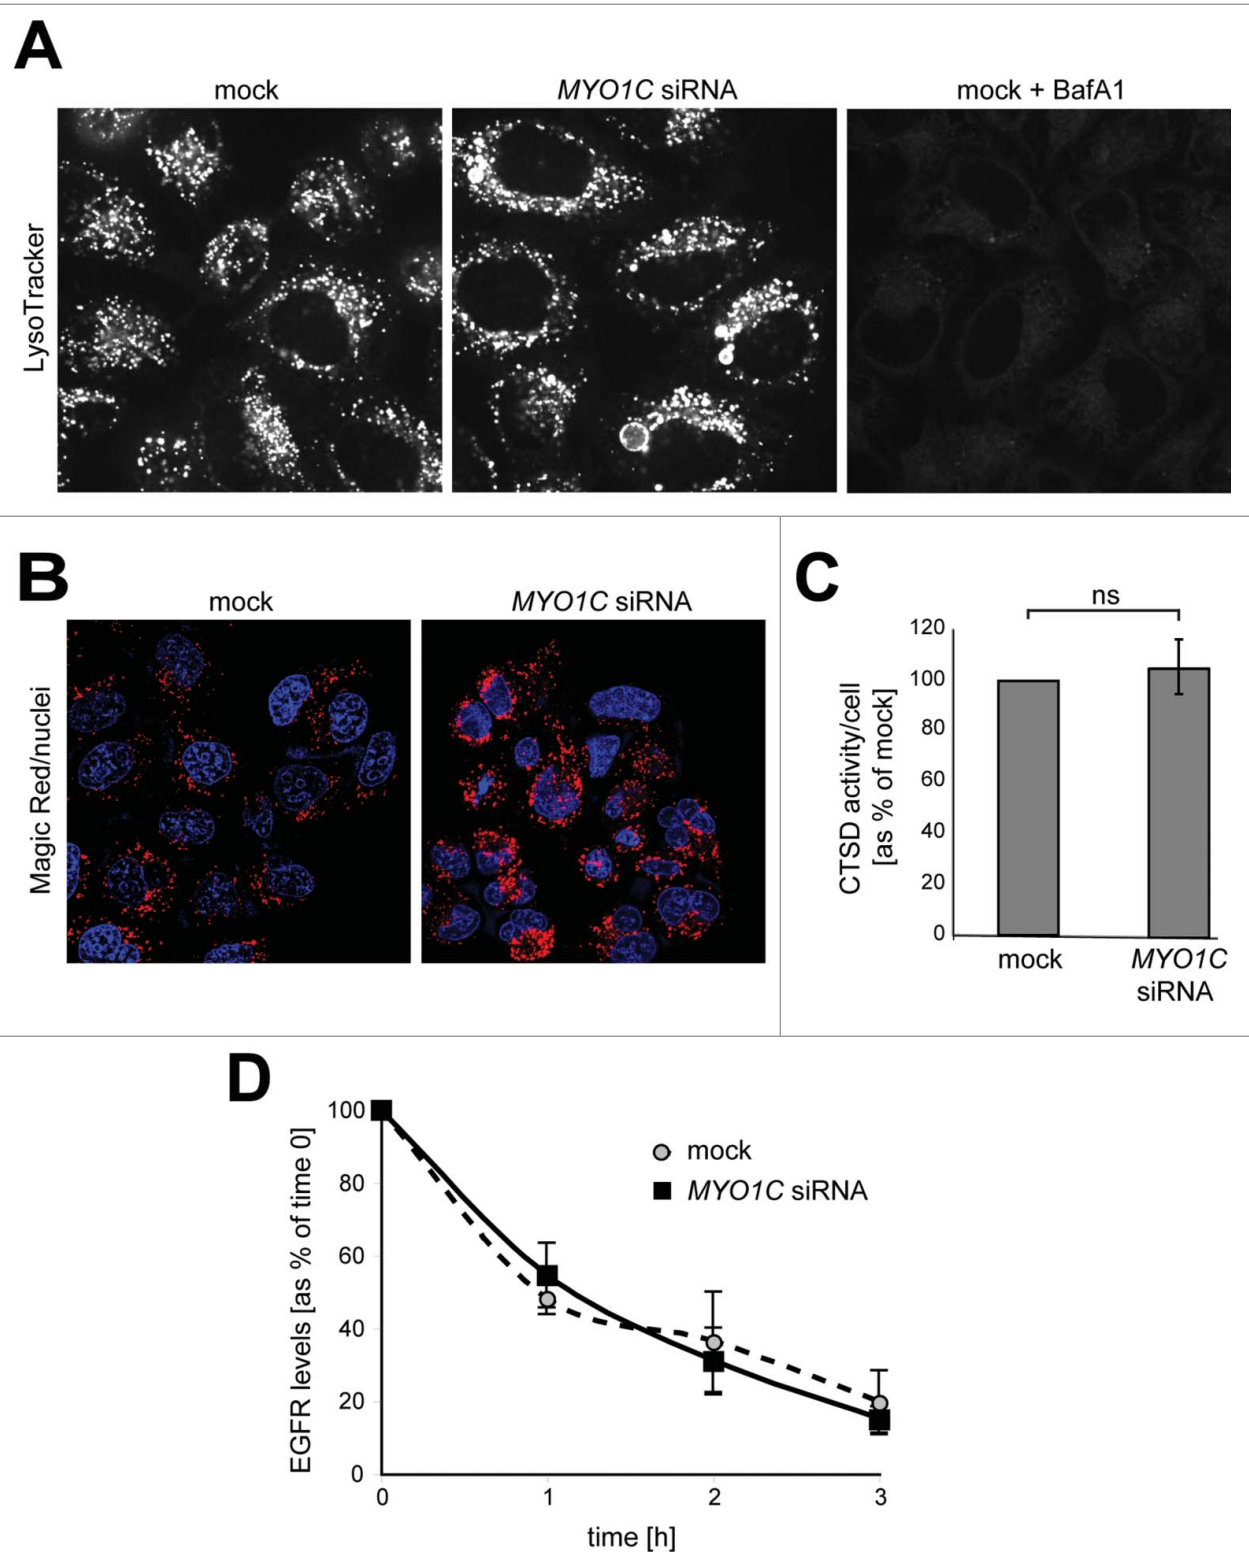 A
mock
MYO1C siRNA
mock + BafA1
LysoTracker
B
mock
MYO1C siRNA
Magic Red/nuclei
C
ns
CTSD activity/cell
[as % of mock]
120
100
80
60
40
20
0
mock
MYO1C
siRNA
D
EGFR levels [as % of time 0]
100
80
60
40
20
0
mock
MYO1C siRNA
0 1 2 3
time [h]